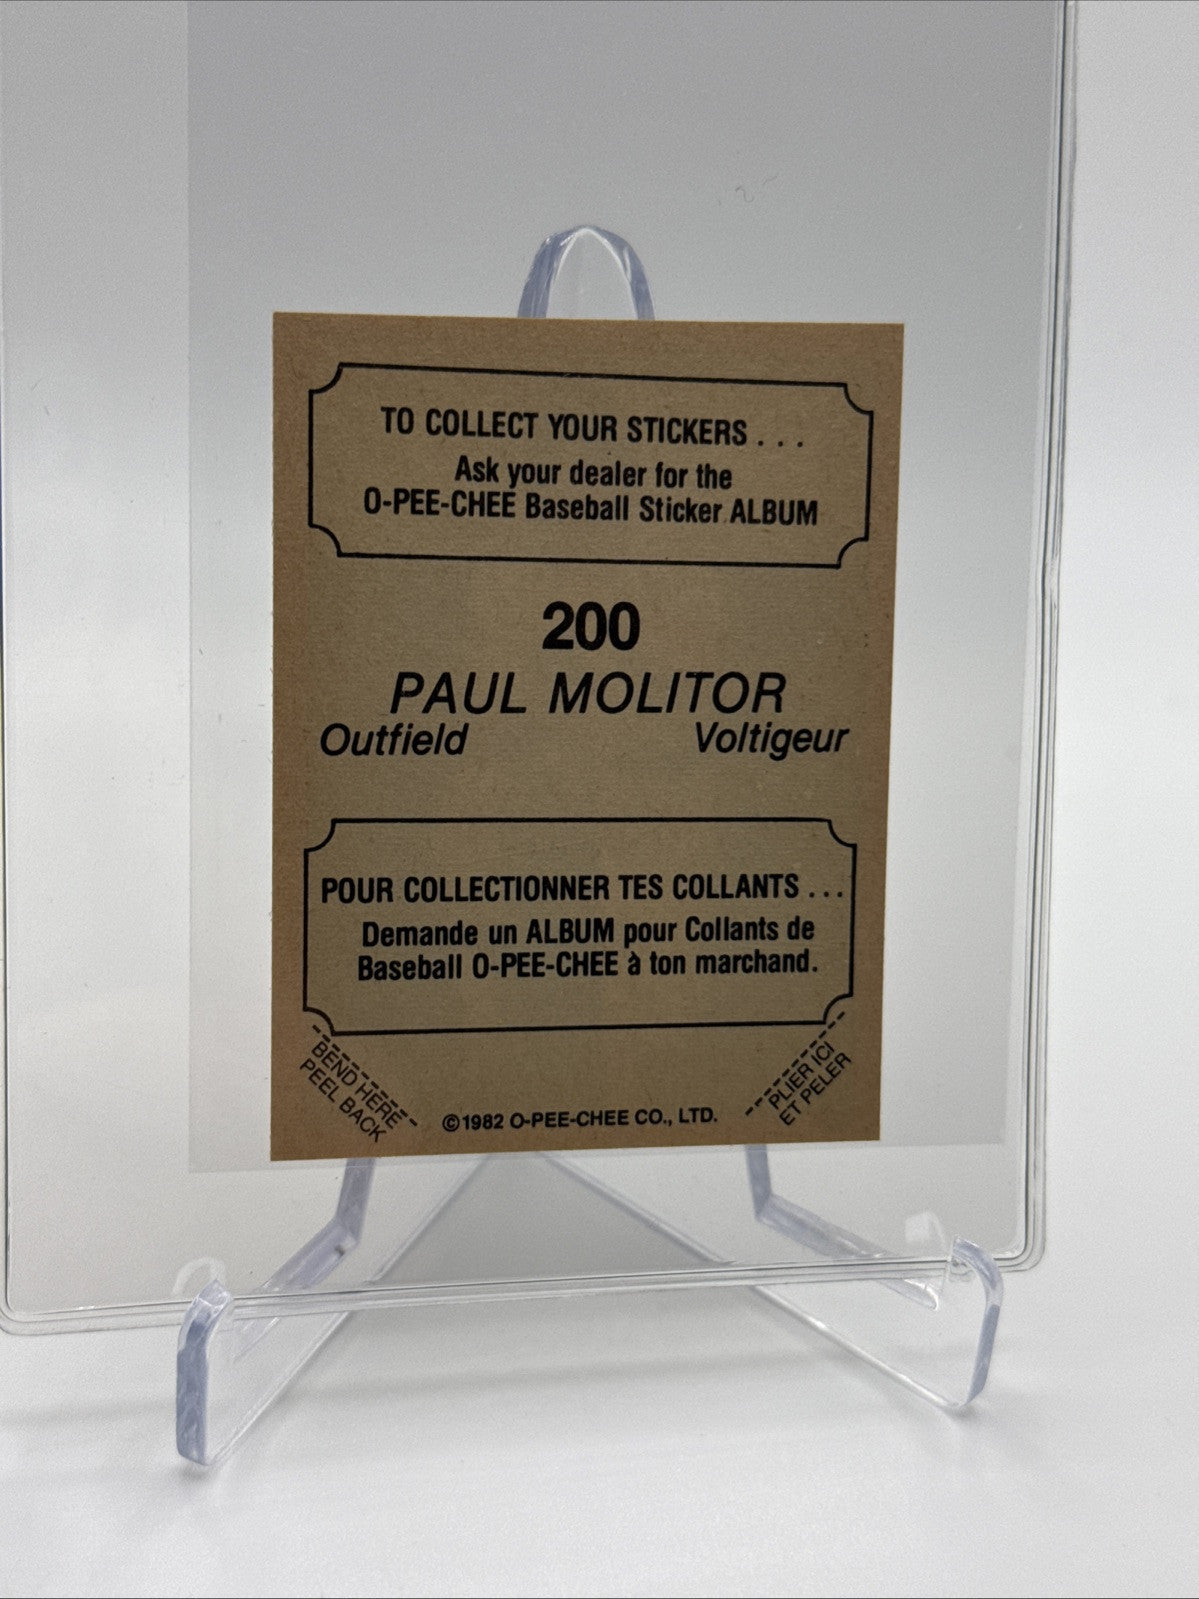 TO COLLECT YOUR STICKERS . . .
Ask your dealer for the
O-PEE-CHEE Baseball Sticker ALBUM
200
PAUL MOLITOR
Outfield Voltigeur
POUR COLLECTIONNER TES COLLANTS . . .
Demande un ALBUM pour Collants de
Baseball O-PEE-CHEE à ton marchand.
BEND HERE
PEEL BACK
©1982 O-PEE-CHEE CO., LTD.
PLIER ICI
ET PELER